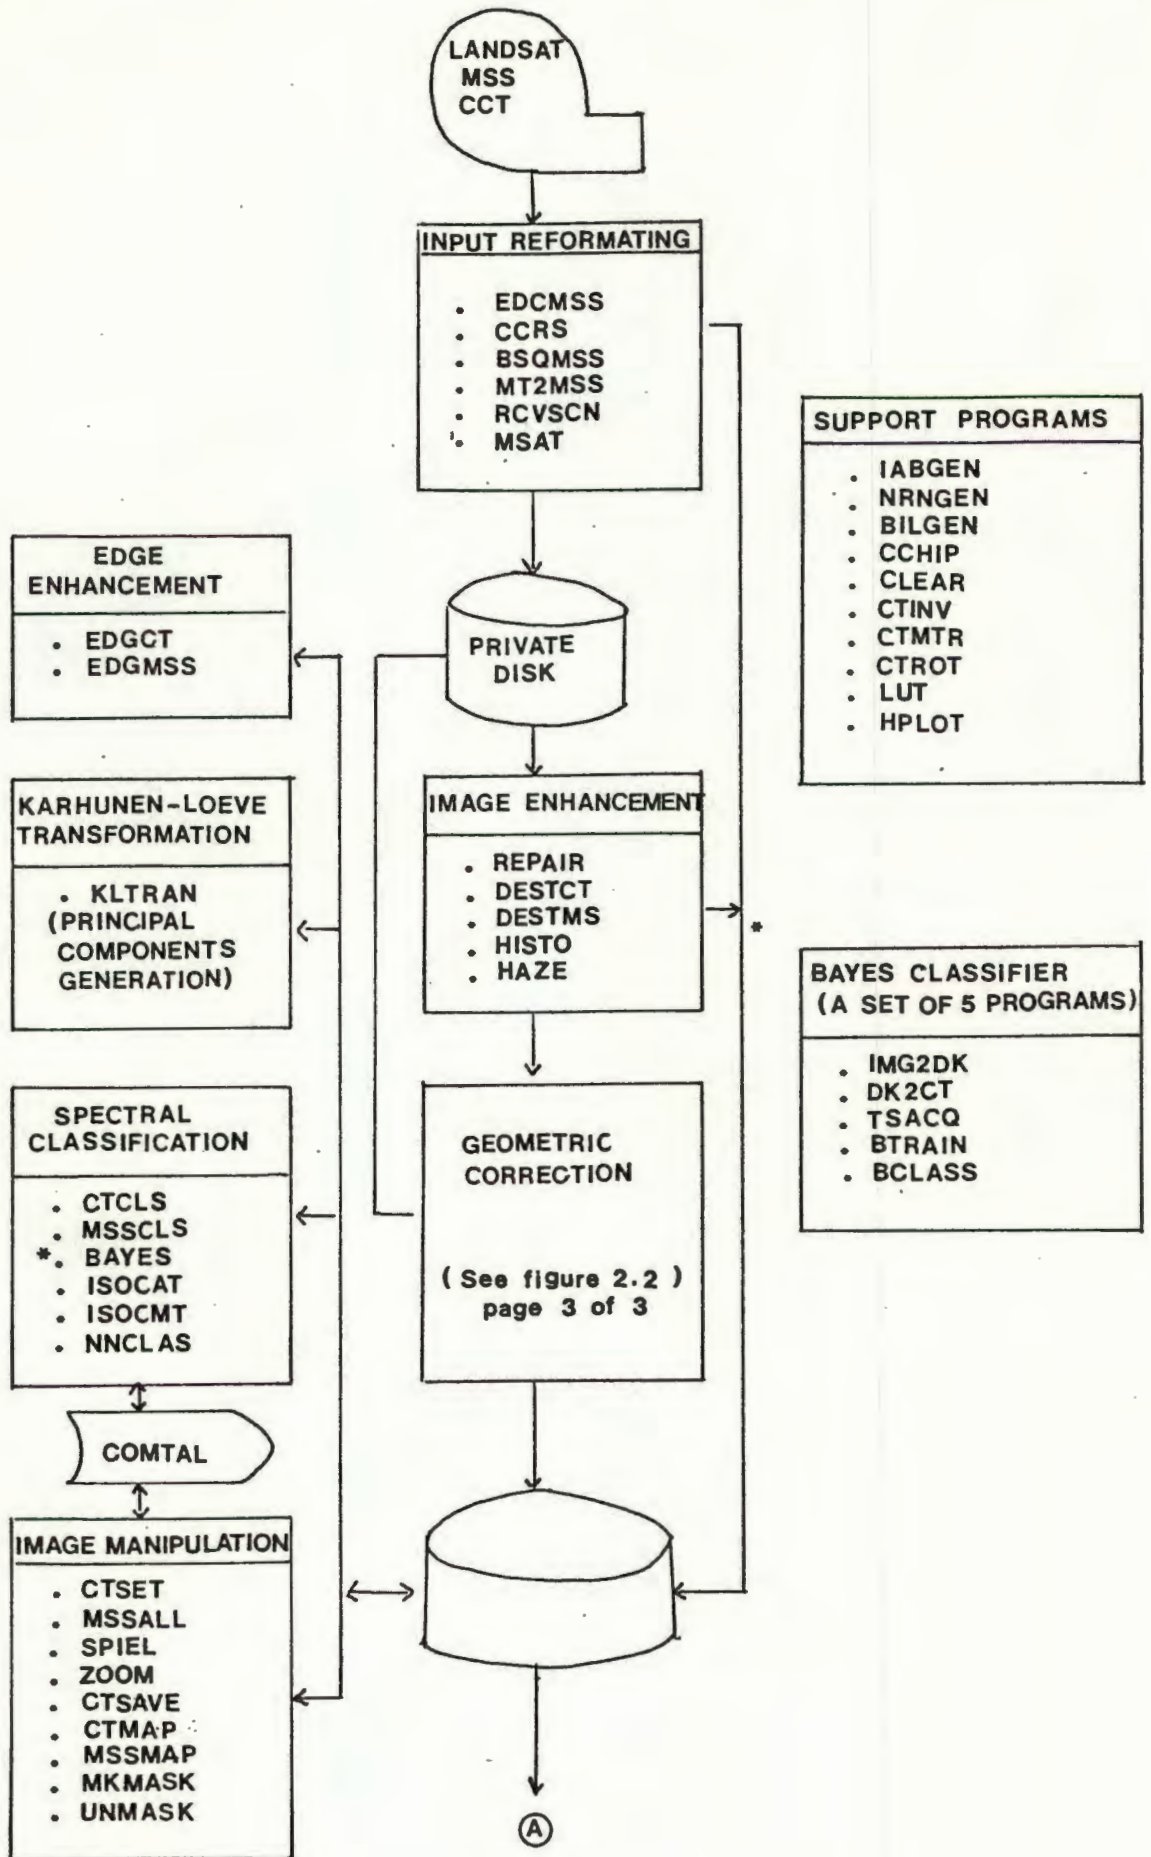 LANDSAT
MSS
CCT
INPUT REFORMATING
. EDCMSS
. CCRS
. BSQMSS
. MT2MSS
. RCVSCN
. MSAT
PRIVATE
DISK
IMAGE ENHANCEMENT
. REPAIR
. DESTCT
. DESTMS
. HISTO
. HAZE
*
GEOMETRIC
CORRECTION
( See figure 2.2 )
page 3 of 3
A
EDGE
ENHANCEMENT
. EDGCT
. EDGMSS
KARHUNEN-LOEVE
TRANSFORMATION
. KLTRAN
(PRINCIPAL
COMPONENTS
GENERATION)
SPECTRAL
CLASSIFICATION
. CTCLS
. MSSCLS
*. BAYES
. ISOCAT
. ISOCMT
. NNCLAS
COMTAL
IMAGE MANIPULATION
. CTSET
. MSSALL
. SPIEL
. ZOOM
. CTSAVE
. CTMAP
. MSSMAP
. MKMASK
. UNMASK
SUPPORT PROGRAMS
. IABGEN
. NRNGEN
. BILGEN
. CCHIP
. CLEAR
. CTINV
. CTMTR
. CTROT
. LUT
. HPLOT
BAYES CLASSIFIER
(A SET OF 5 PROGRAMS)
. IMG2DK
. DK2CT
. TSACQ
. BTRAIN
. BCLASS